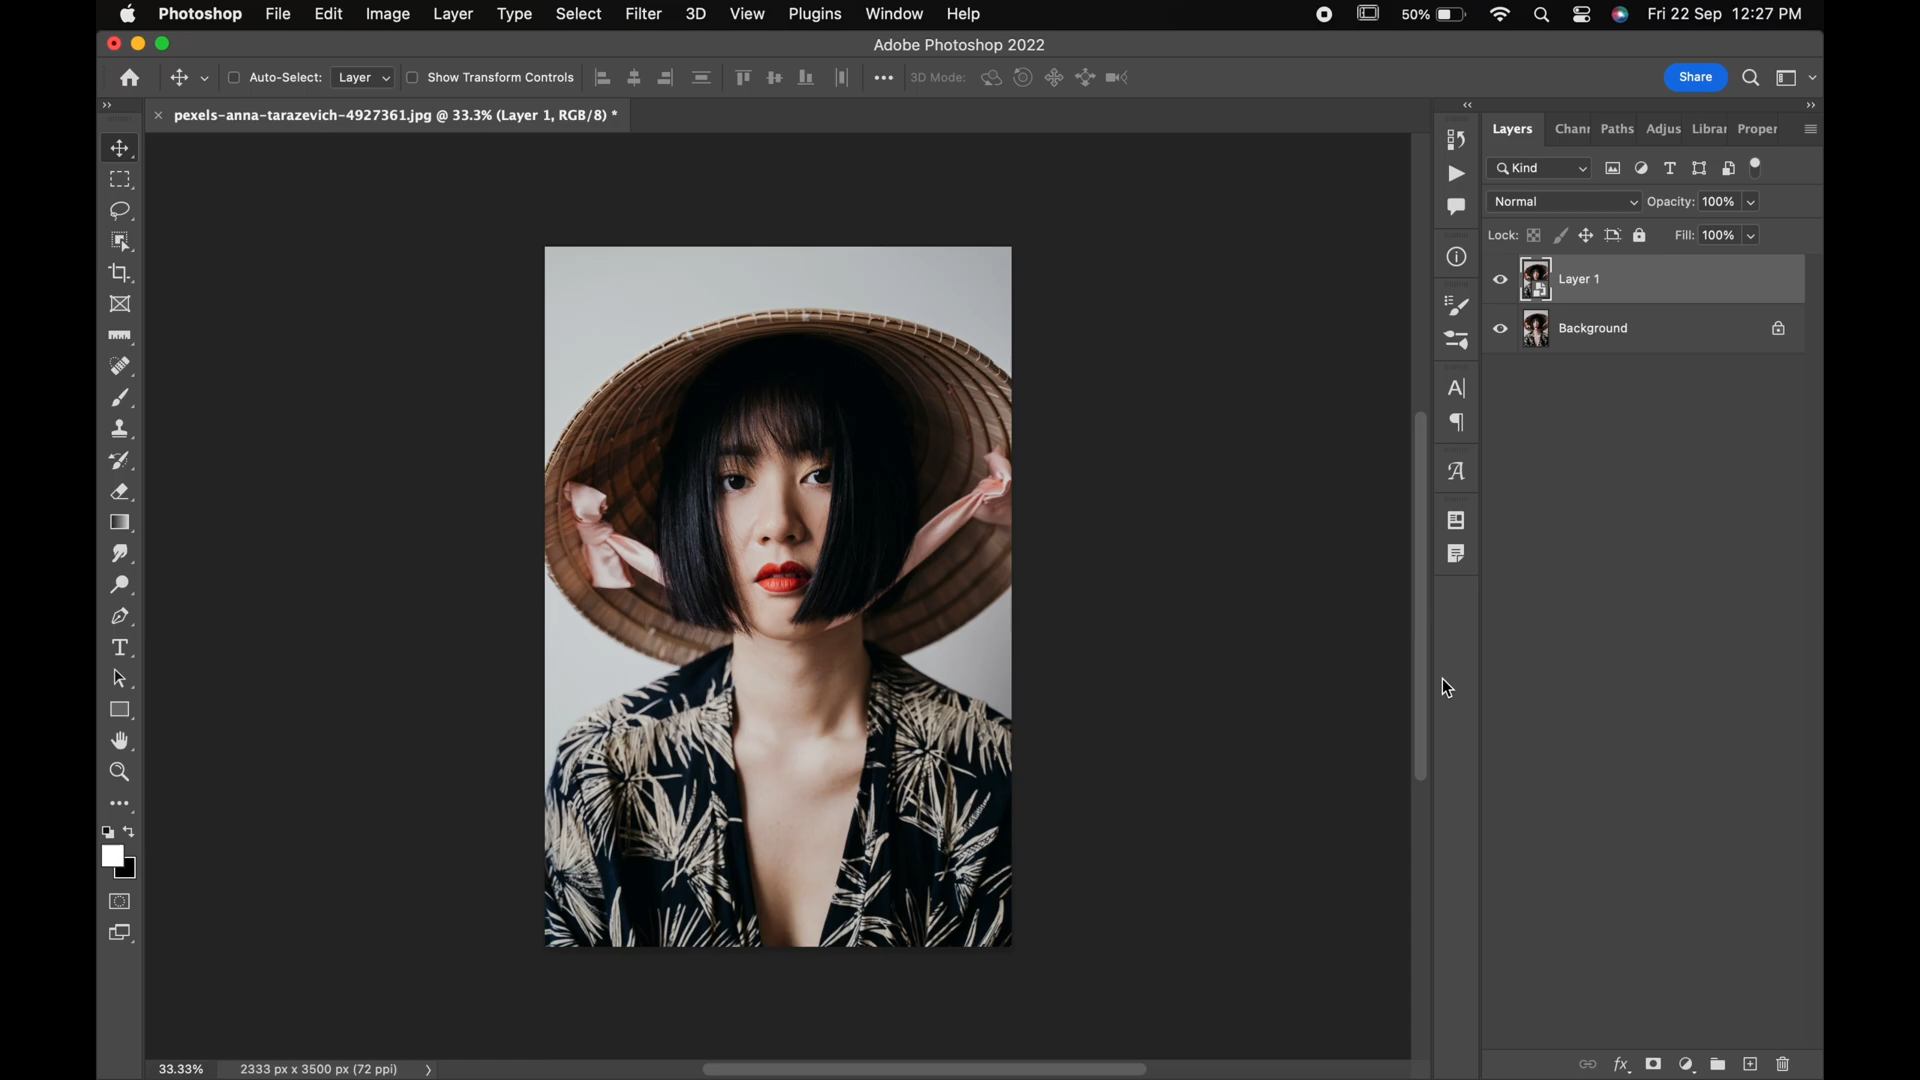 Photoshop File Edit Image Layer Type Select Filter 3D View Plugins Window Help 50% Fri 22 Sep 12:27 PM
Adobe Photoshop 2022
Auto-Select: Layer Show Transform Controls 3D Mode: Share
pexels-anna-tarazevich-4927361.jpg @ 33.3% (Layer 1, RGB/8) *
Layers Chanr Paths Adjus Librar Proper
Kind
Normal Opacity: 100%
Lock: Fill: 100%
Layer 1
Background
33.33% 2333 px x 3500 px (72 ppi)